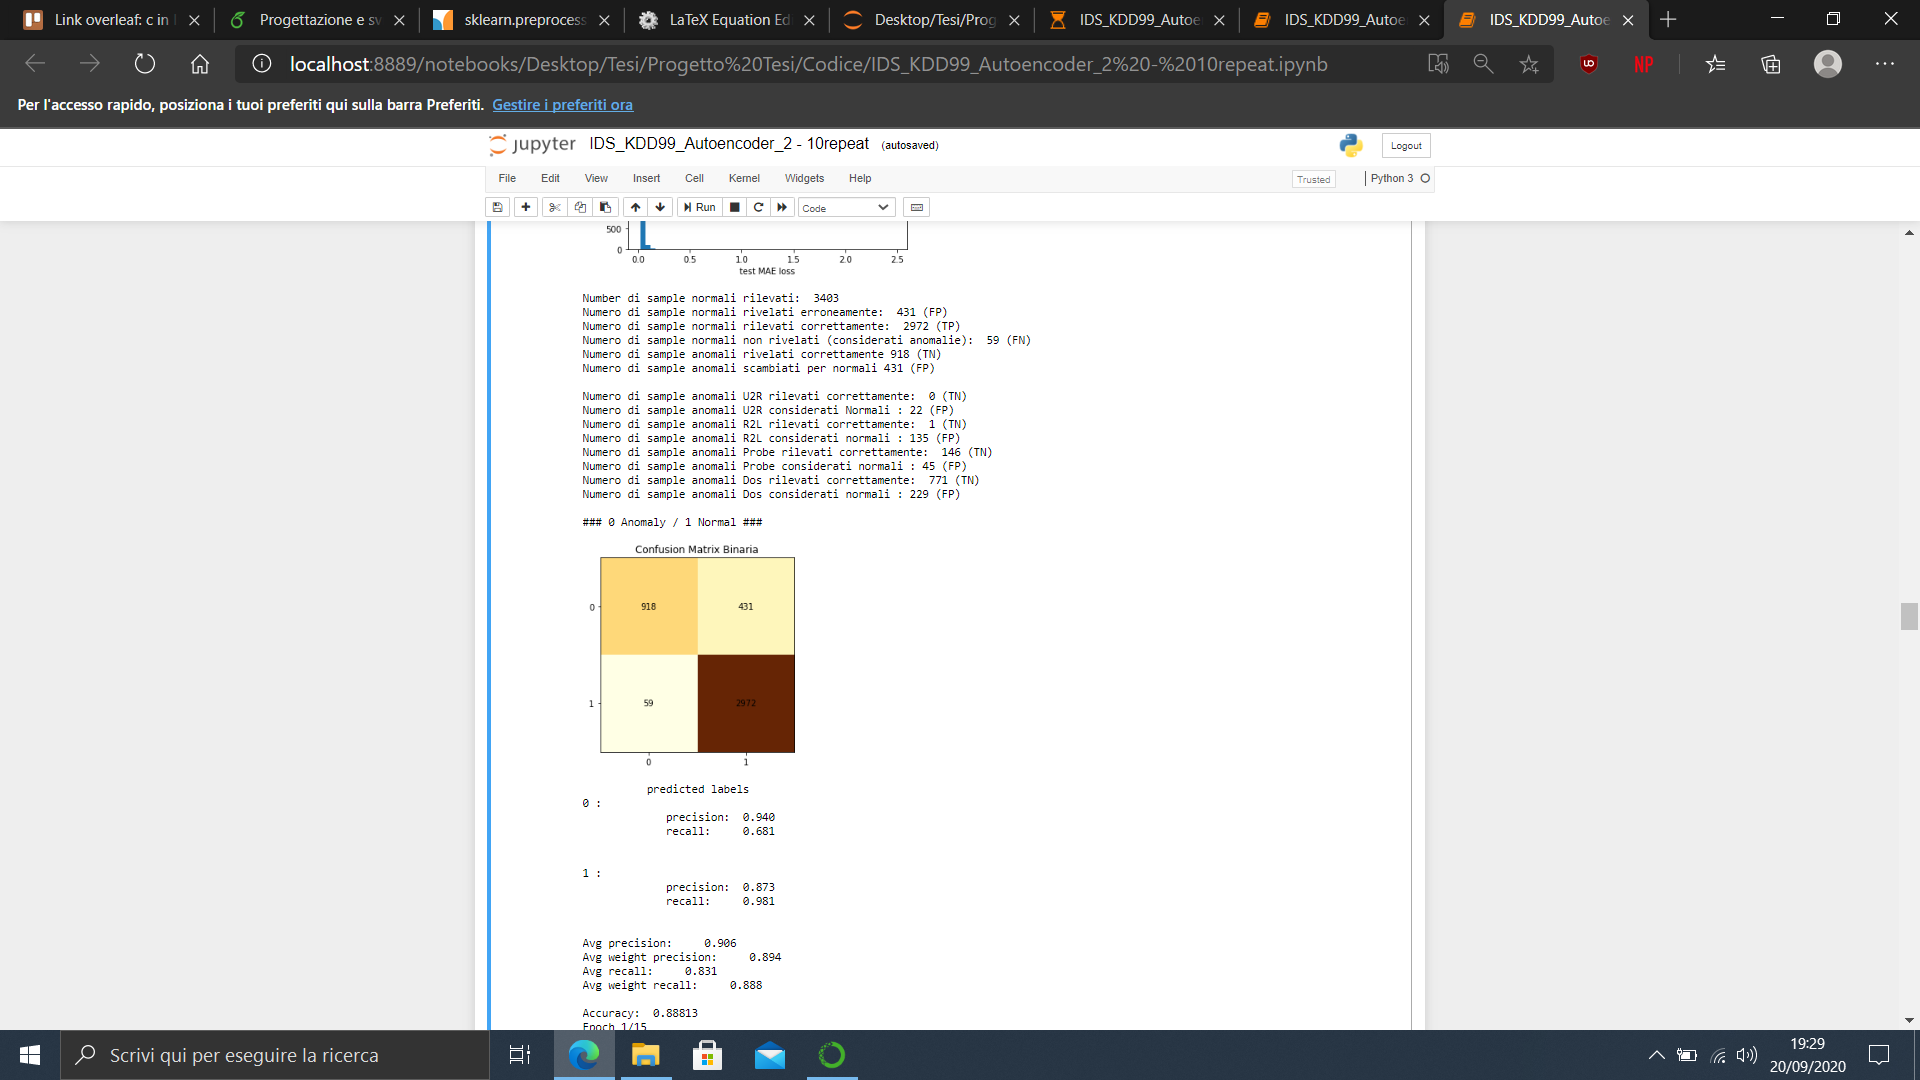 Link overleaf: c in
Progettazione e sv
sklearn.preprocess
LaTeX Equation Edi
Desktop/Tesi/Prog
IDS_KDD99_Autoe
IDS_KDD99_Autoe
IDS_KDD99_Autoe
localhost:8889/notebooks/Desktop/Tesi/Progetto%20Tesi/Codice/IDS_KDD99_Autoencoder_2%20-%2010repeat.ipynb
NP
Per l'accesso rapido, posiziona i tuoi preferiti qui sulla barra Preferiti. Gestire i preferiti ora
jupyter IDS_KDD99_Autoencoder_2 - 10repeat (autosaved)
Logout
File Edit View Insert Cell Kernel Widgets Help
Trusted Python 3
Run Code
500
0
0.0 0.5 1.0 1.5 2.0 2.5
test MAE loss
Number di sample normali rilevati: 3403
Numero di sample normali rivelati erroneamente: 431 (FP)
Numero di sample normali rilevati correttamente: 2972 (TP)
Numero di sample normali non rivelati (considerati anomalie): 59 (FN)
Numero di sample anomali rivelati correttamente 918 (TN)
Numero di sample anomali scambiati per normali 431 (FP)
Numero di sample anomali U2R rilevati correttamente: 0 (TN)
Numero di sample anomali U2R considerati Normali : 22 (FP)
Numero di sample anomali R2L rilevati correttamente: 1 (TN)
Numero di sample anomali R2L considerati normali : 135 (FP)
Numero di sample anomali Probe rilevati correttamente: 146 (TN)
Numero di sample anomali Probe considerati normali : 45 (FP)
Numero di sample anomali Dos rilevati correttamente: 771 (TN)
Numero di sample anomali Dos considerati normali : 229 (FP)
### 0 Anomaly / 1 Normal ###
Confusion Matrix Binaria
0 918 431
1 59 2972
0 1
predicted labels
0 :
precision: 0.940
recall: 0.681
1 :
precision: 0.873
recall: 0.981
Avg precision: 0.906
Avg weight precision: 0.894
Avg recall: 0.831
Avg weight recall: 0.888
Accuracy: 0.88813
Epoch 1/15
Scrivi qui per eseguire la ricerca
19:29
20/09/2020